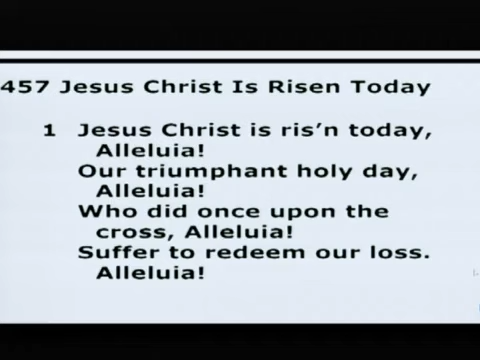 457 Jesus Christ Is Risen Today
1 Jesus Christ is ris'n today,
Alleluia!
Our triumphant holy day,
Alleluia!
Who did once upon the
cross, Alleluia!
Suffer to redeem our loss.
Alleluia!